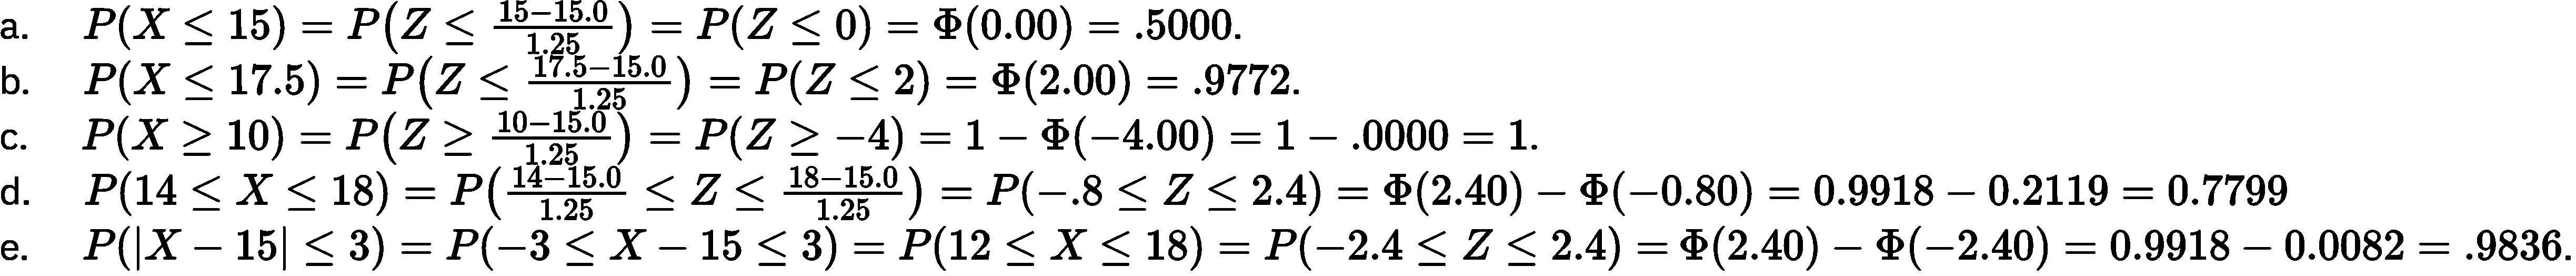 a. P(X ≤ 15) = P(Z ≤ (15−15.0)/1.25) = P(Z ≤ 0) = Φ(0.00) = .5000.
b. P(X ≤ 17.5) = P(Z ≤ (17.5−15.0)/1.25) = P(Z ≤ 2) = Φ(2.00) = .9772.
c. P(X ≥ 10) = P(Z ≥ (10−15.0)/1.25) = P(Z ≥ −4) = 1 − Φ(−4.00) = 1 − .0000 = 1.
d. P(14 ≤ X ≤ 18) = P((14−15.0)/1.25 ≤ Z ≤ (18−15.0)/1.25) = P(−.8 ≤ Z ≤ 2.4) = Φ(2.40) − Φ(−0.80) = 0.9918 − 0.2119 = 0.7799
e. P(|X − 15| ≤ 3) = P(−3 ≤ X − 15 ≤ 3) = P(12 ≤ X ≤ 18) = P(−2.4 ≤ Z ≤ 2.4) = Φ(2.40) − Φ(−2.40) = 0.9918 − 0.0082 = .9836.